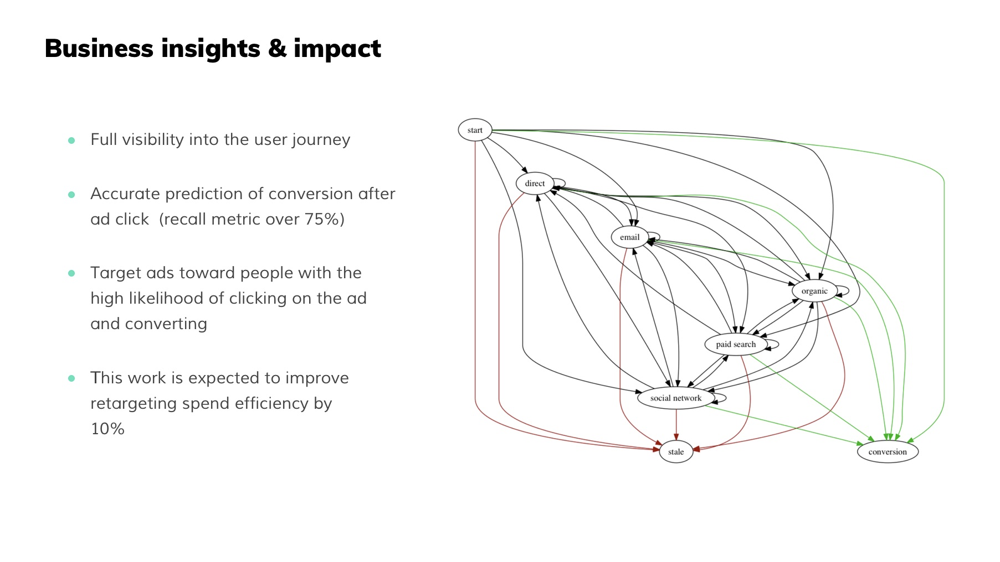 Business insights & impact
Full visibility into the user journey
Accurate prediction of conversion after
ad click  (recall metric over 75%)
Target ads toward people with the
high likelihood of clicking on the ad
and converting
This work is expected to improve
retargeting spend efficiency by
10%
start
direct
email
organic
paid search
social network
stale
conversion